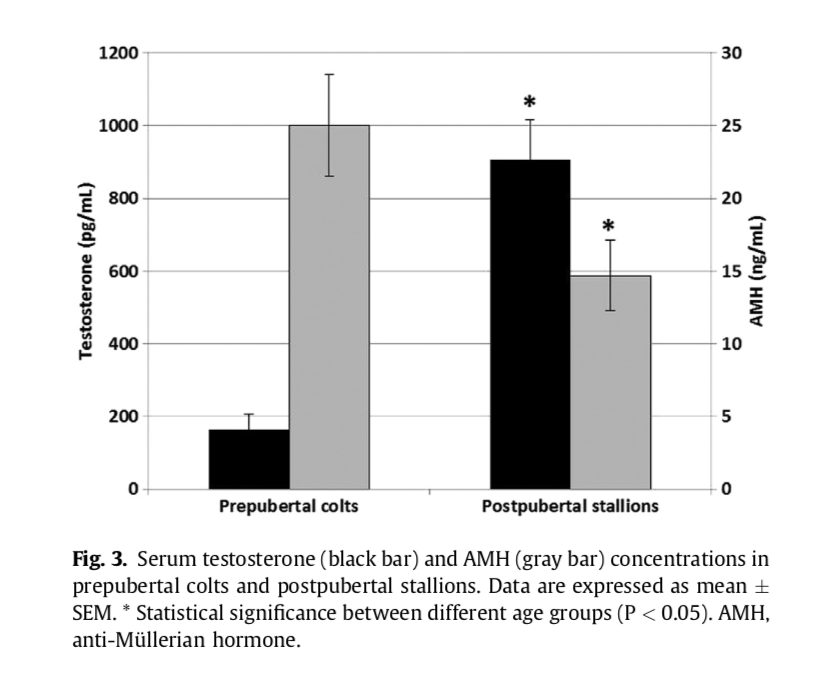 1200
1000
800
600
400
200
0
Testosterone (pg/mL)
30
25
20
15
10
5
0
AMH (ng/mL)
*
*
Prepubertal colts
Postpubertal stallions
Fig. 3. Serum testosterone (black bar) and AMH (gray bar) concentrations in
prepubertal colts and postpubertal stallions. Data are expressed as mean ±
SEM. * Statistical significance between different age groups (P < 0.05). AMH,
anti-Müllerian hormone.